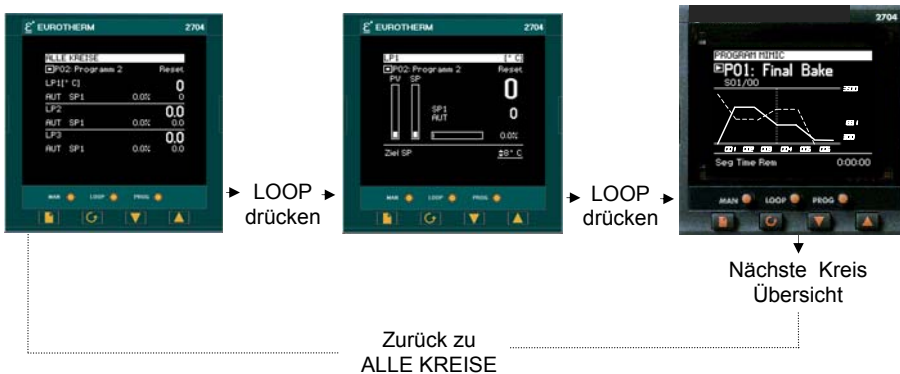 EUROTHERM 2704
ALLE KREISE
P02: Programm 2 Reset
LP1[° C] 0
AUT SP1 0.0% 0
LP2 0.0
AUT SP1 0.0% 0
LP3 0.0
AUT SP1 0.0% 0.0
MAN LOOP PROG
LOOP
drücken
EUROTHERM 2704
LP1 [° C]
P02: Programm 2 Reset
PV SP 0
SP1
AUT 0
0.0%
Ziel SP 0° C
MAN LOOP PROG
LOOP
drücken
2704
PROGRAM MIMIC
P01: Final Bake
S01/00
Seg Time Rem 0:00:00
MAN LOOP PROG
Nächste Kreis
Übersicht
Zurück zu
ALLE KREISE